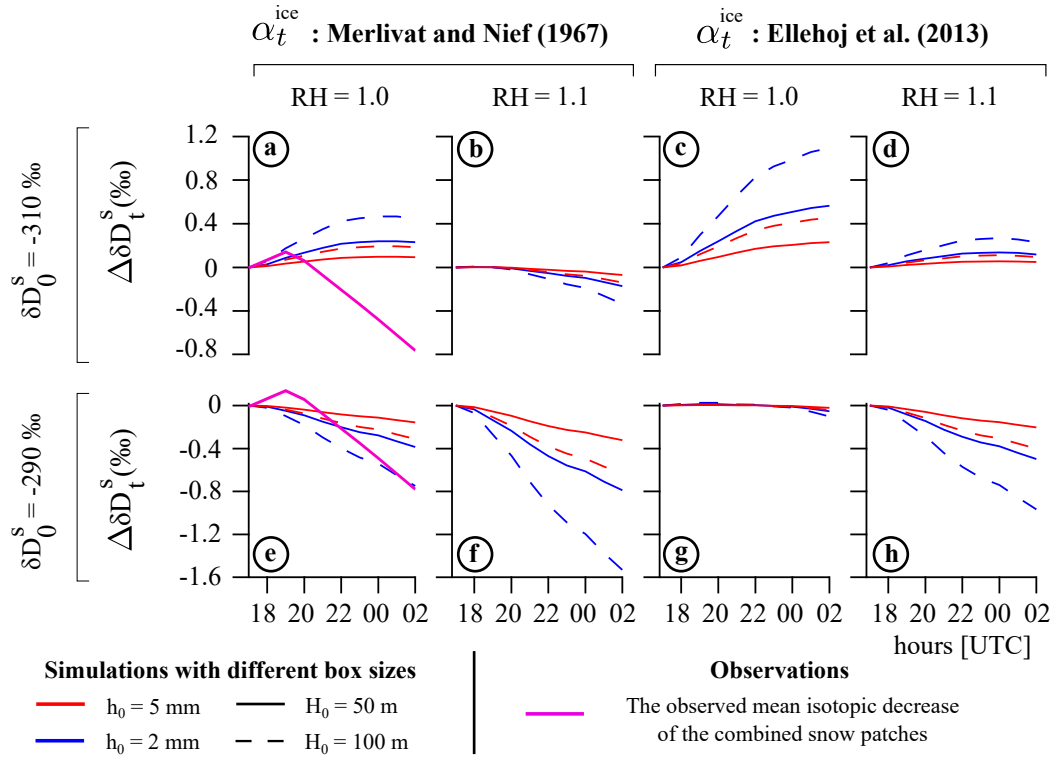 α_t^ice : Merlivat and Nief (1967) α_t^ice : Ellehoj et al. (2013)
RH = 1.0 RH = 1.1 RH = 1.0 RH = 1.1
δD_0^s = -310 ‰
ΔδD_t^s(‰)
1.2
0.8
0.4
0
-0.4
-0.8
a b c d
δD_0^s = -290 ‰
ΔδD_t^s(‰)
0
-0.4
-0.8
-1.2
-1.6
e f g h
18 20 22 00 02 18 20 22 00 02 18 20 22 00 02 18 20 22 00 02
hours [UTC]
Simulations with different box sizes
h_0 = 5 mm H_0 = 50 m
h_0 = 2 mm H_0 = 100 m
Observations
The observed mean isotopic decrease
of the combined snow patches